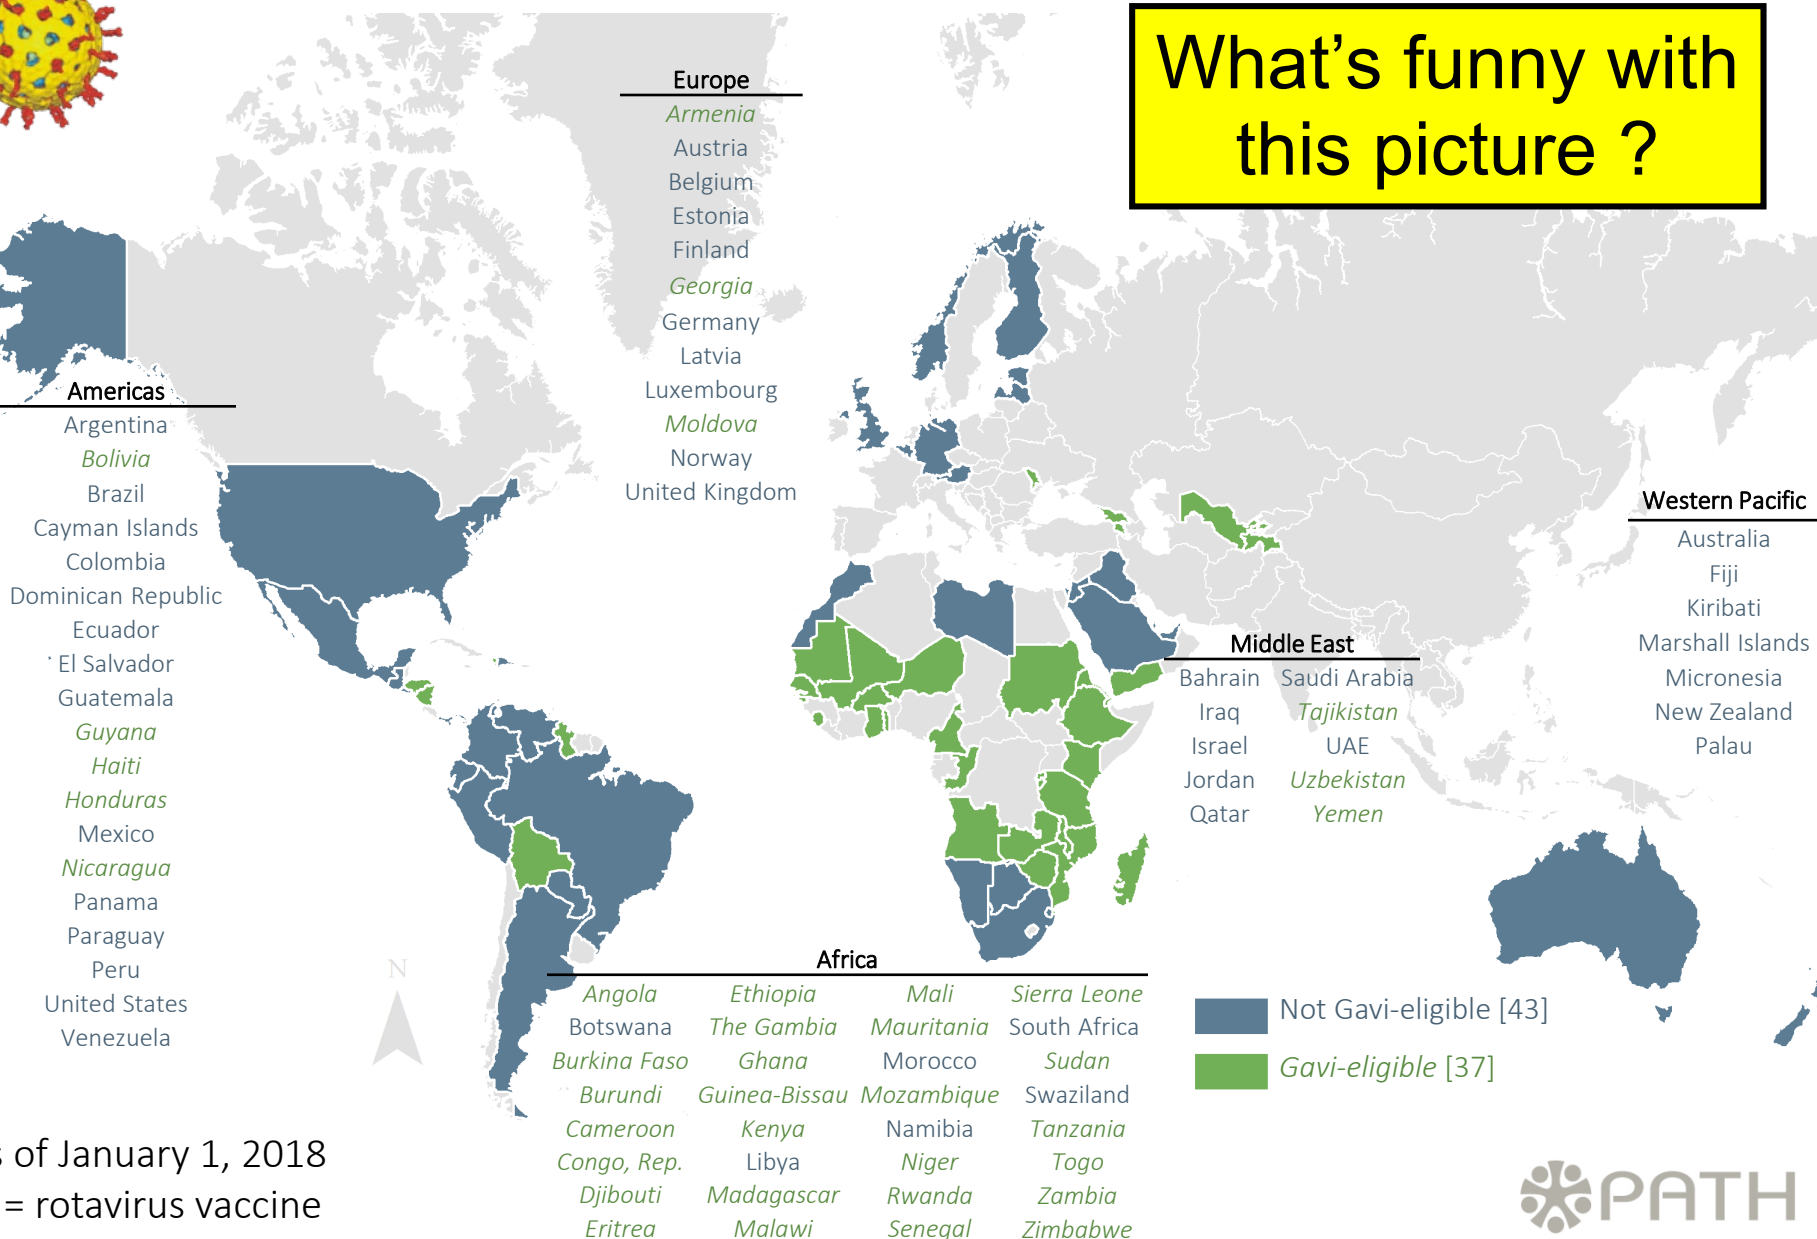 What's funny with
this picture ?
Europe
Armenia
Austria
Belgium
Estonia
Finland
Georgia
Germany
Latvia
Luxembourg
Moldova
Norway
United Kingdom
Americas
Argentina
Bolivia
Brazil
Cayman Islands
Colombia
Dominican Republic
Ecuador
El Salvador
Guatemala
Guyana
Haiti
Honduras
Mexico
Nicaragua
Panama
Paraguay
Peru
United States
Venezuela
Western Pacific
Australia
Fiji
Kiribati
Marshall Islands
Micronesia
New Zealand
Palau
Middle East
Bahrain Saudi Arabia
Iraq Tajikistan
Israel UAE
Jordan Uzbekistan
Qatar Yemen
N
Africa
Angola Ethiopia Mali Sierra Leone
Botswana The Gambia Mauritania South Africa
Burkina Faso Ghana Morocco Sudan
Burundi Guinea-Bissau Mozambique Swaziland
Cameroon Kenya Namibia Tanzania
Congo, Rep. Libya Niger Togo
Djibouti Madagascar Rwanda Zambia
Eritrea Malawi Senegal Zimbabwe
Not Gavi-eligible [43]
Gavi-eligible [37]
s of January 1, 2018
= rotavirus vaccine
PATH